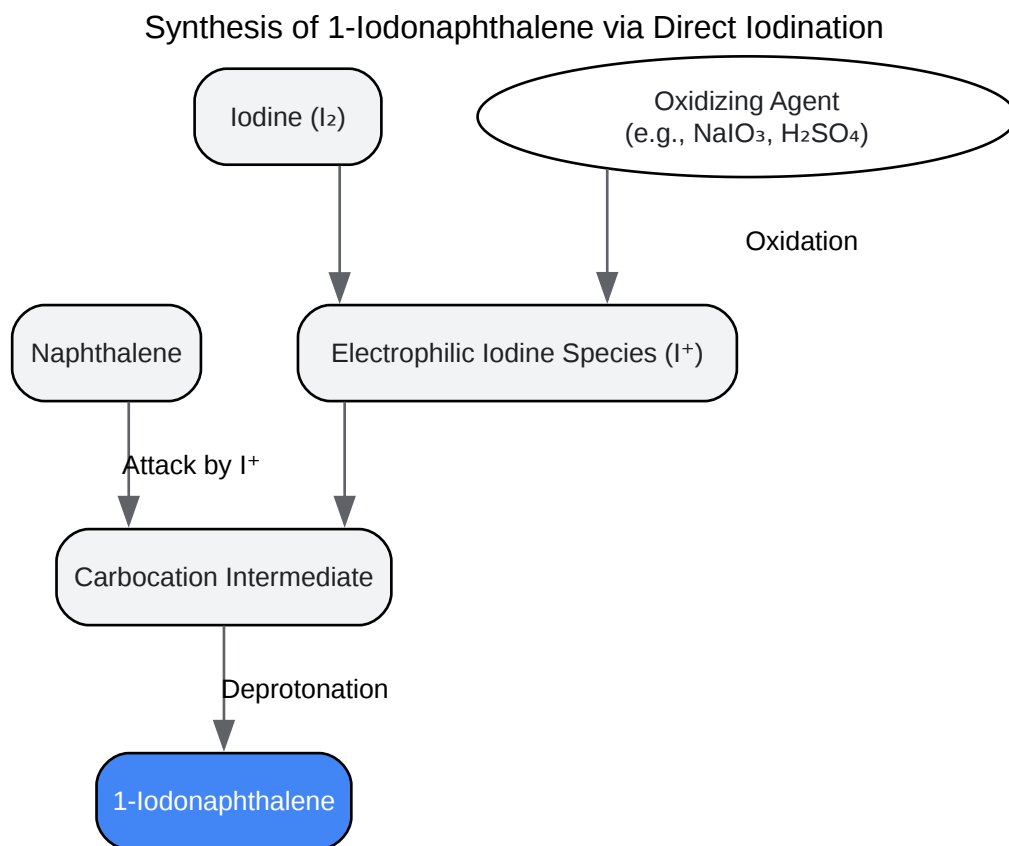 Synthesis of 1-Iodonaphthalene via Direct Iodination
Iodine (I₂)
Oxidizing Agent
(e.g., NaIO₃, H₂SO₄)
Oxidation
Naphthalene
Electrophilic Iodine Species (I⁺)
Attack by I⁺
Carbocation Intermediate
Deprotonation
1-Iodonaphthalene